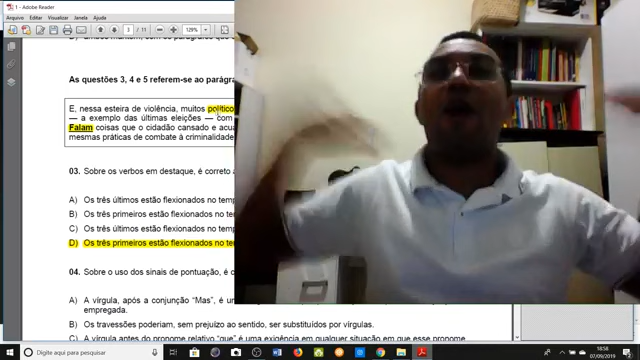 1 - Adobe Reader
Arquivo Editar Visualizar Janela Ajuda
3 / 11
129%
As questões 3, 4 e 5 referem-se ao parágr
E, nessa esteira de violência, muitos político
— a exemplo das últimas eleições — com
Falam coisas que o cidadão cansado e acua
mesmas práticas de combate à criminalidade
03. Sobre os verbos em destaque, é correto a
A) Os três últimos estão flexionados no temp
B) Os três primeiros estão flexionados no te
C) Os três últimos estão flexionados no temp
D) Os três primeiros estão flexionados no te
04. Sobre o uso dos sinais de pontuação, é c
A) A vírgula, após a conjunção "Mas", é u
empregada.
B) Os travessões poderiam, sem prejuízo ao sentido, ser substituídos por vírgulas.
C) A vírgula antes do pronome relativo "que" é uma exigência em qualquer situação em que esse pronome
Digite aqui para pesquisar
18:58
07/09/2019